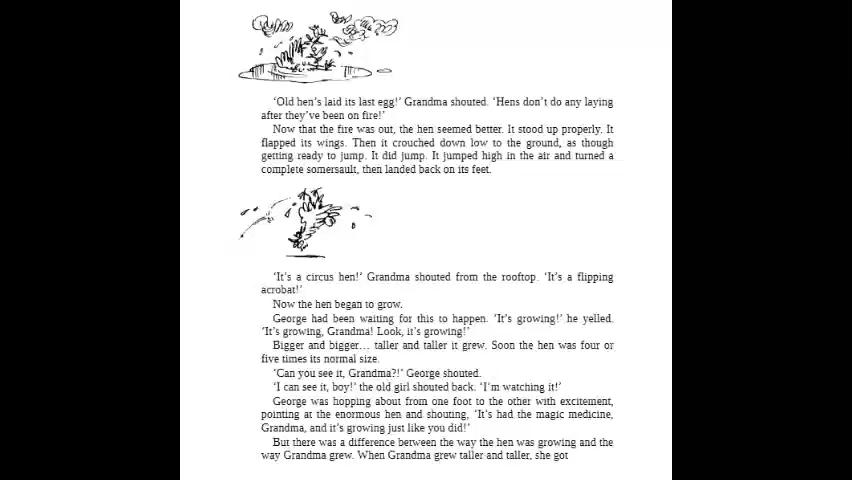 ‘Old hen’s laid its last egg!’ Grandma shouted. ‘Hens don’t do any laying
after they’ve been on fire!’
Now that the fire was out, the hen seemed better. It stood up properly. It
flapped its wings. Then it crouched down low to the ground, as though
getting ready to jump. It did jump. It jumped high in the air and turned a
complete somersault, then landed back on its feet.
‘It’s a circus hen!’ Grandma shouted from the rooftop. ‘It’s a flipping
acrobat!’
Now the hen began to grow.
George had been waiting for this to happen. ‘It’s growing!’ he yelled.
‘It’s growing, Grandma! Look, it’s growing!’
Bigger and bigger… taller and taller it grew. Soon the hen was four or
five times its normal size.
‘Can you see it, Grandma?!’ George shouted.
‘I can see it, boy!’ the old girl shouted back. ‘I’m watching it!’
George was hopping about from one foot to the other with excitement,
pointing at the enormous hen and shouting, ‘It’s had the magic medicine,
Grandma, and it’s growing just like you did!’
But there was a difference between the way the hen was growing and the
way Grandma grew. When Grandma grew taller and taller, she got